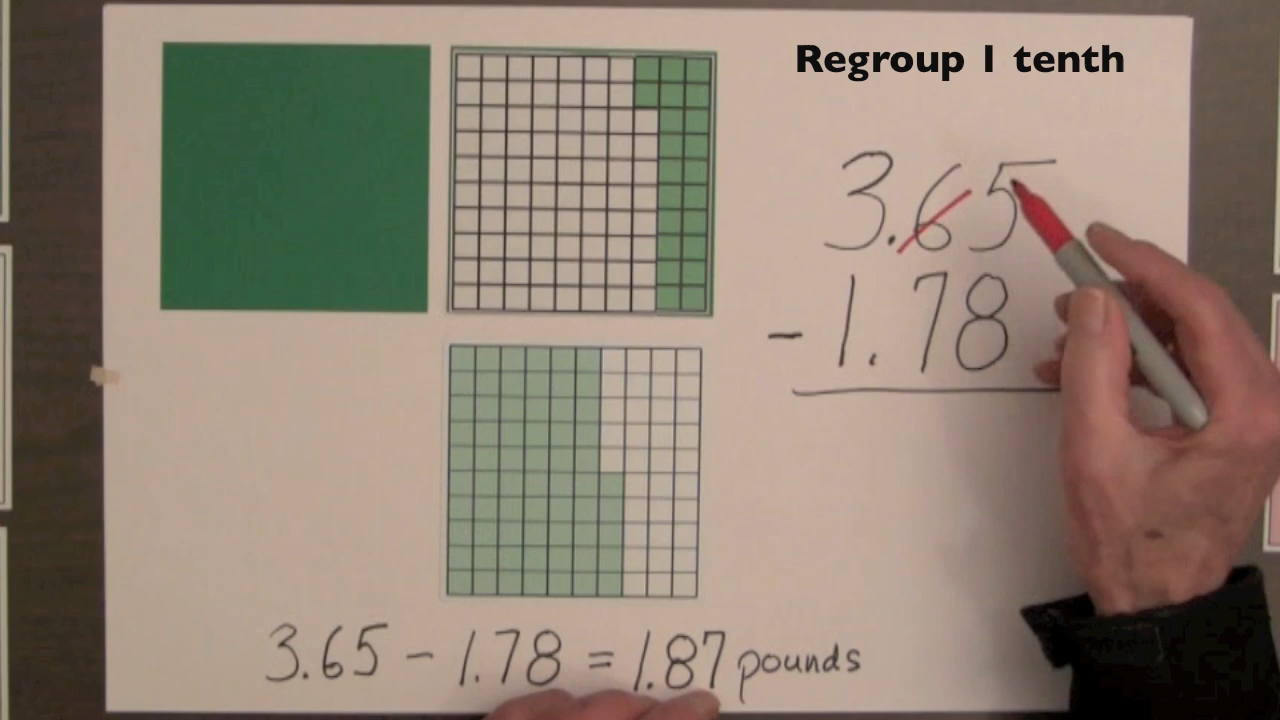 Regroup 1 tenth
3.65
- 1.78
3.65 - 1.78 = 1.87 pounds